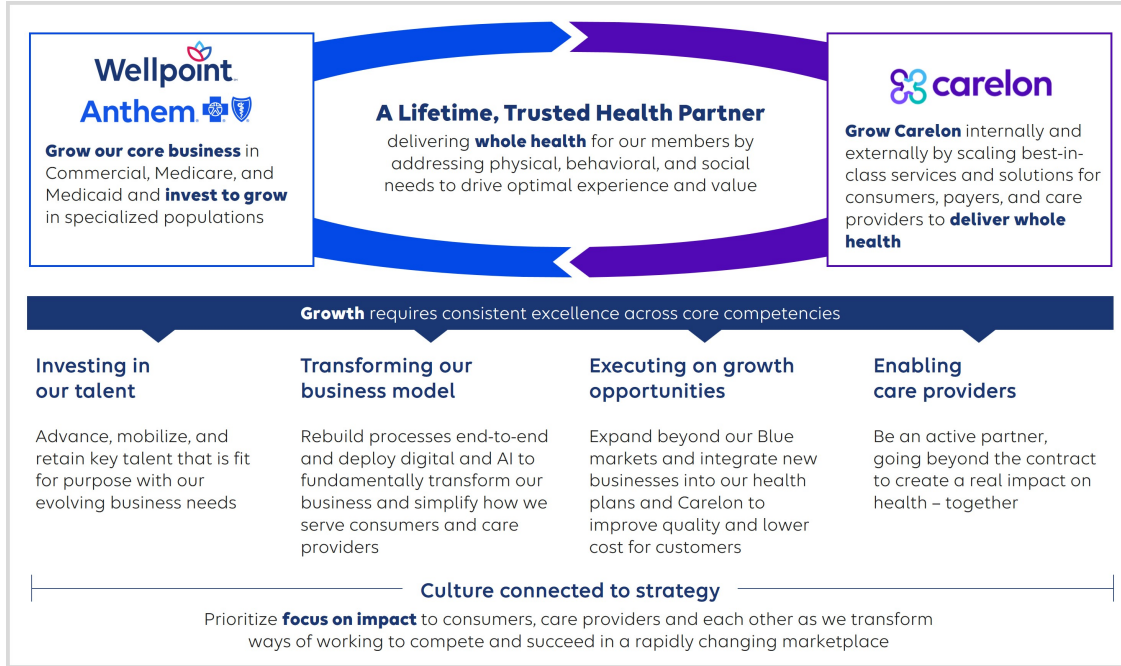 Wellpoint
Anthem
Grow our core business in
Commercial, Medicare, and
Medicaid and invest to grow
in specialized populations
A Lifetime, Trusted Health Partner
delivering whole health for our members by
addressing physical, behavioral, and social
needs to drive optimal experience and value
carelon
Grow Carelon internally and
externally by scaling best-in-
class services and solutions for
consumers, payers, and care
providers to deliver whole
health
Growth requires consistent excellence across core competencies
Investing in
our talent
Advance, mobilize, and
retain key talent that is fit
for purpose with our
evolving business needs
Transforming our
business model
Rebuild processes end-to-end
and deploy digital and AI to
fundamentally transform our
business and simplify how we
serve consumers and care
providers
Executing on growth
opportunities
Expand beyond our Blue
markets and integrate new
businesses into our health
plans and Carelon to
improve quality and lower
cost for customers
Enabling
care providers
Be an active partner,
going beyond the contract
to create a real impact on
health – together
Culture connected to strategy
Prioritize focus on impact to consumers, care providers and each other as we transform
ways of working to compete and succeed in a rapidly changing marketplace